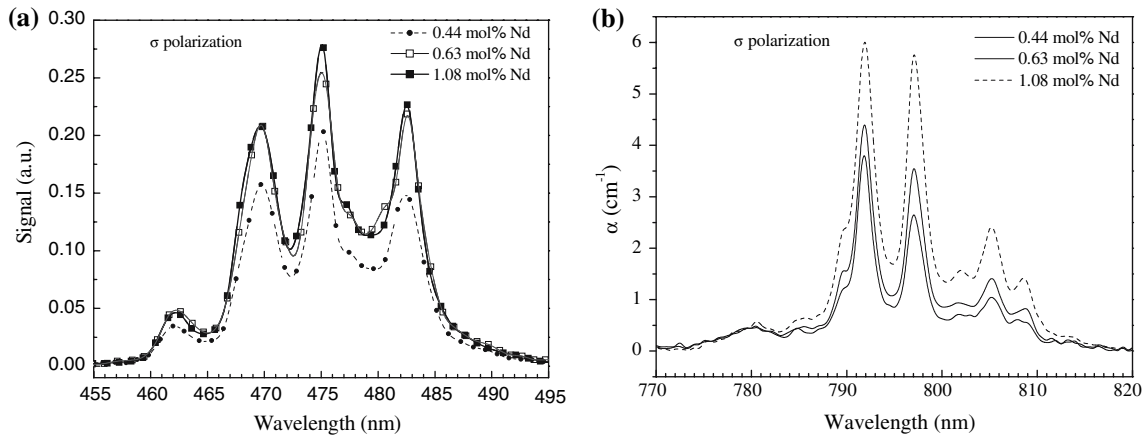 (a)
σ polarization
0.44 mol% Nd
0.63 mol% Nd
1.08 mol% Nd
Signal (a.u.)
0.30
0.25
0.20
0.15
0.10
0.05
0.00
455 460 465 470 475 480 485 490 495
Wavelength (nm)
(b)
σ polarization
0.44 mol% Nd
0.63 mol% Nd
1.08 mol% Nd
α (cm⁻¹)
6
5
4
3
2
1
0
770 780 790 800 810 820
Wavelength (nm)